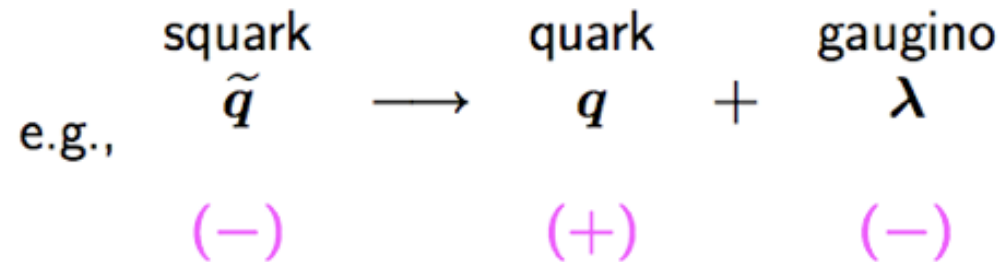 squark quark gaugino
e.g., q̃ ⟶ q + λ
(−) (+) (−)